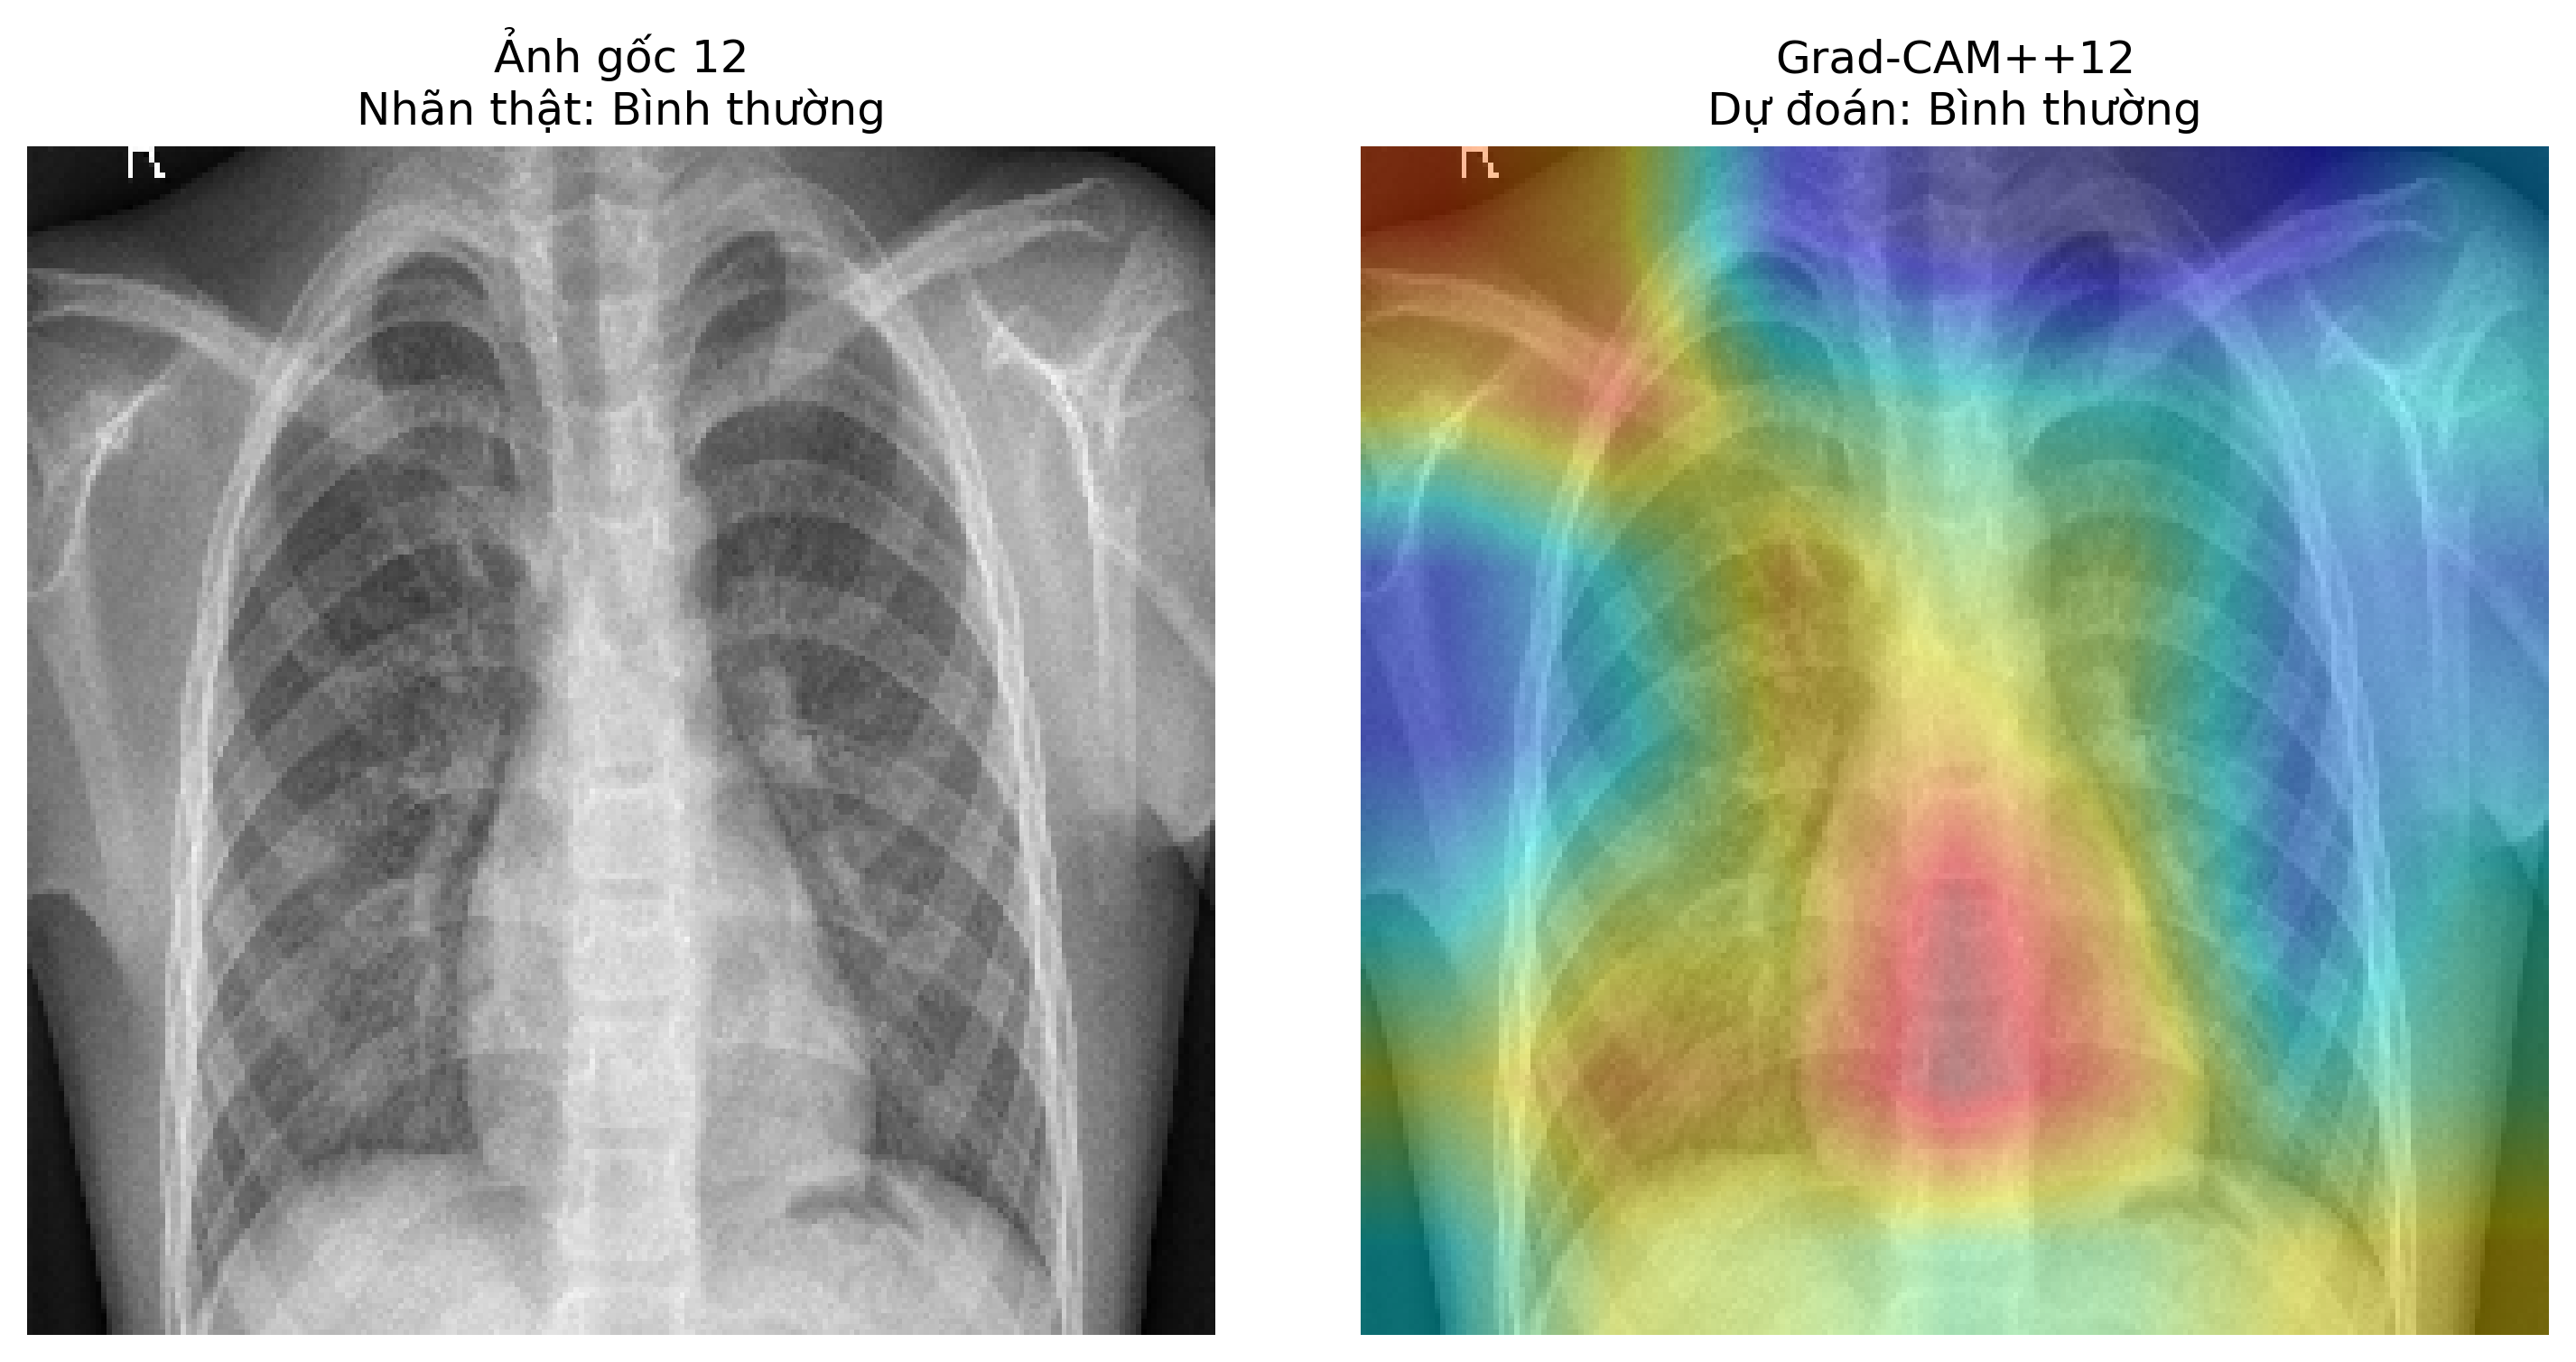 Ảnh gốc 12
Nhãn thật: Bình thường
Grad-CAM++12
Dự đoán: Bình thường
R
R